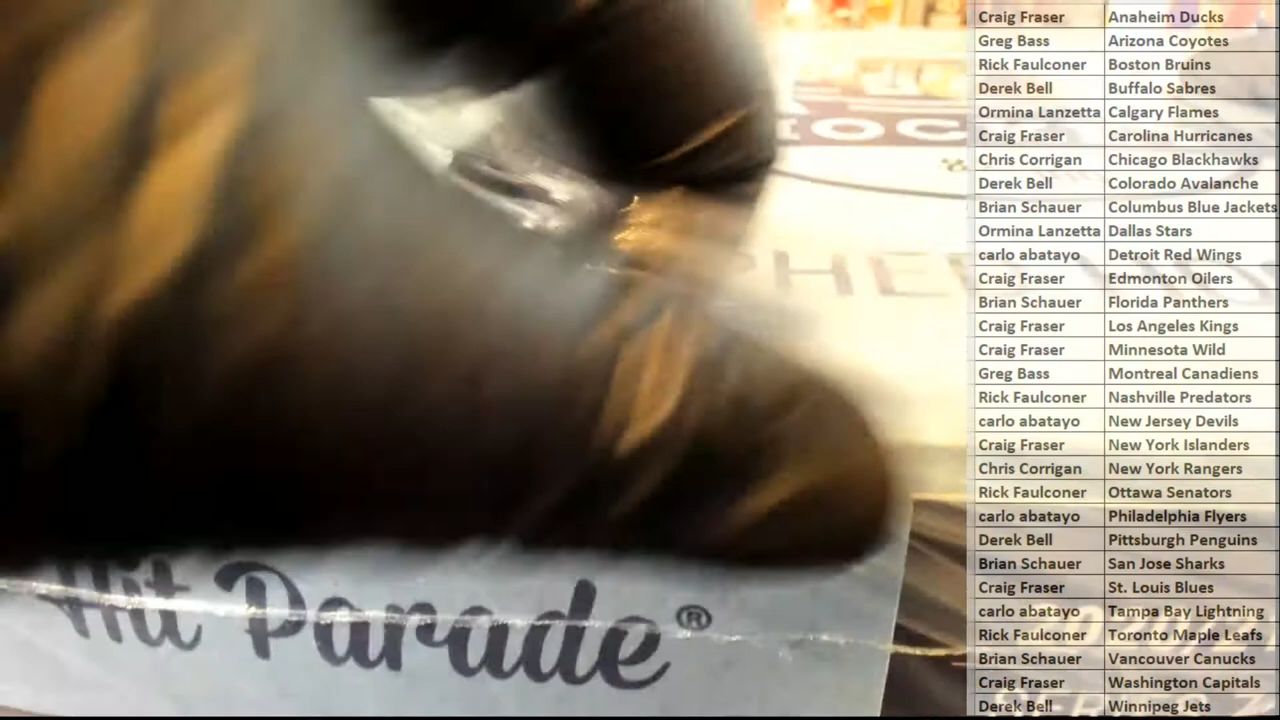 Craig Fraser Anaheim Ducks
Greg Bass Arizona Coyotes
Rick Faulconer Boston Bruins
Derek Bell Buffalo Sabres
Ormina Lanzetta Calgary Flames
Craig Fraser Carolina Hurricanes
Chris Corrigan Chicago Blackhawks
Derek Bell Colorado Avalanche
Brian Schauer Columbus Blue Jackets
Ormina Lanzetta Dallas Stars
carlo abatayo Detroit Red Wings
Craig Fraser Edmonton Oilers
Brian Schauer Florida Panthers
Craig Fraser Los Angeles Kings
Craig Fraser Minnesota Wild
Greg Bass Montreal Canadiens
Rick Faulconer Nashville Predators
carlo abatayo New Jersey Devils
Craig Fraser New York Islanders
Chris Corrigan New York Rangers
Rick Faulconer Ottawa Senators
carlo abatayo Philadelphia Flyers
Derek Bell Pittsburgh Penguins
Brian Schauer San Jose Sharks
Craig Fraser St. Louis Blues
carlo abatayo Tampa Bay Lightning
Rick Faulconer Toronto Maple Leafs
Brian Schauer Vancouver Canucks
Craig Fraser Washington Capitals
Derek Bell Winnipeg Jets
Hit Parade®